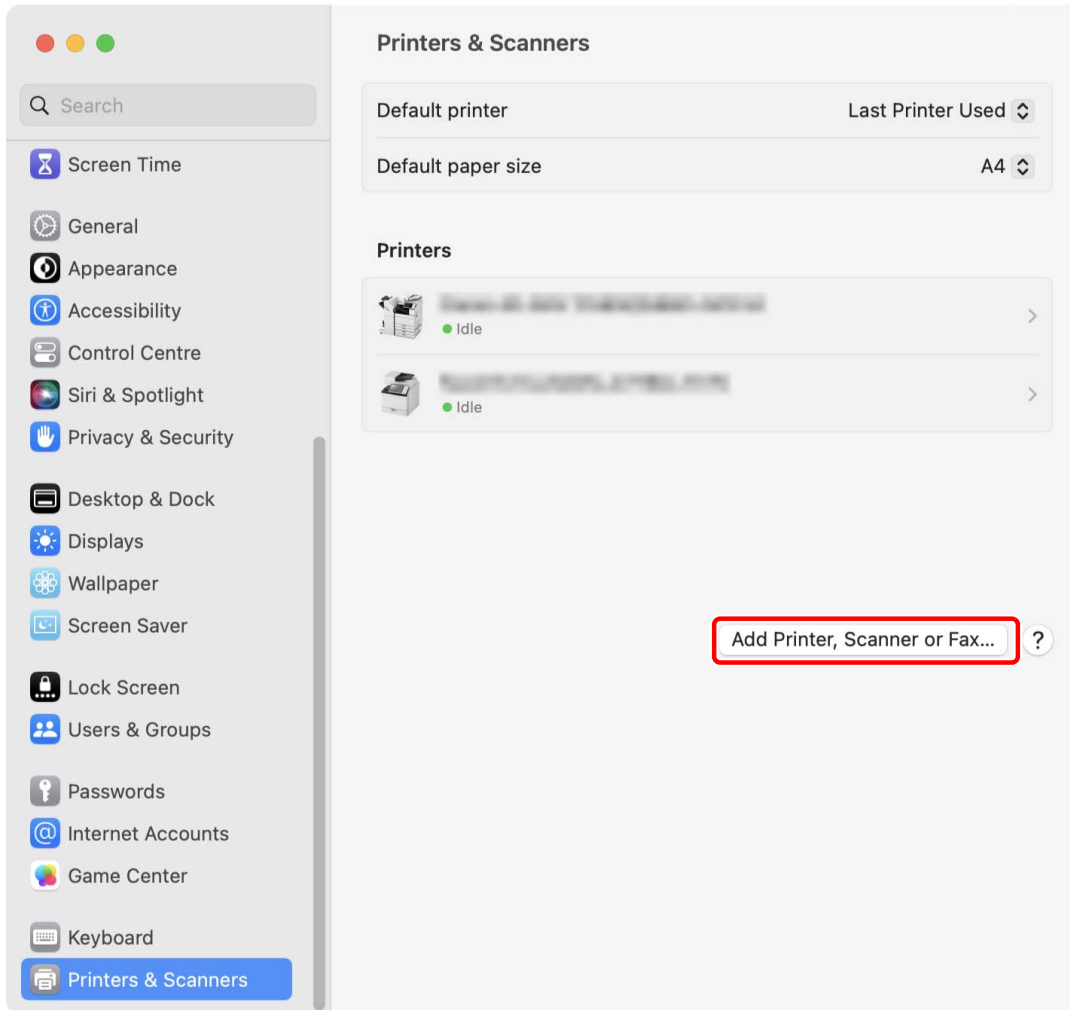 Search
Screen Time
General
Appearance
Accessibility
Control Centre
Siri & Spotlight
Privacy & Security
Desktop & Dock
Displays
Wallpaper
Screen Saver
Lock Screen
Users & Groups
Passwords
Internet Accounts
Game Center
Keyboard
Printers & Scanners
Printers & Scanners
Default printer Last Printer Used
Default paper size A4
Printers
Idle
Idle
Add Printer, Scanner or Fax... ?